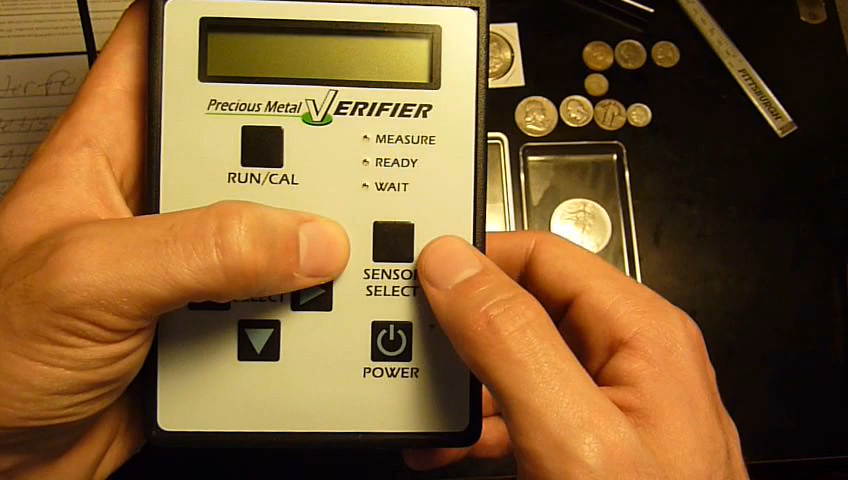 Precious Metal VERIFIER
MEASURE
READY
RUN/CAL
WAIT
SENSOR
SELECT
SELECT
POWER
PITTSBURGH